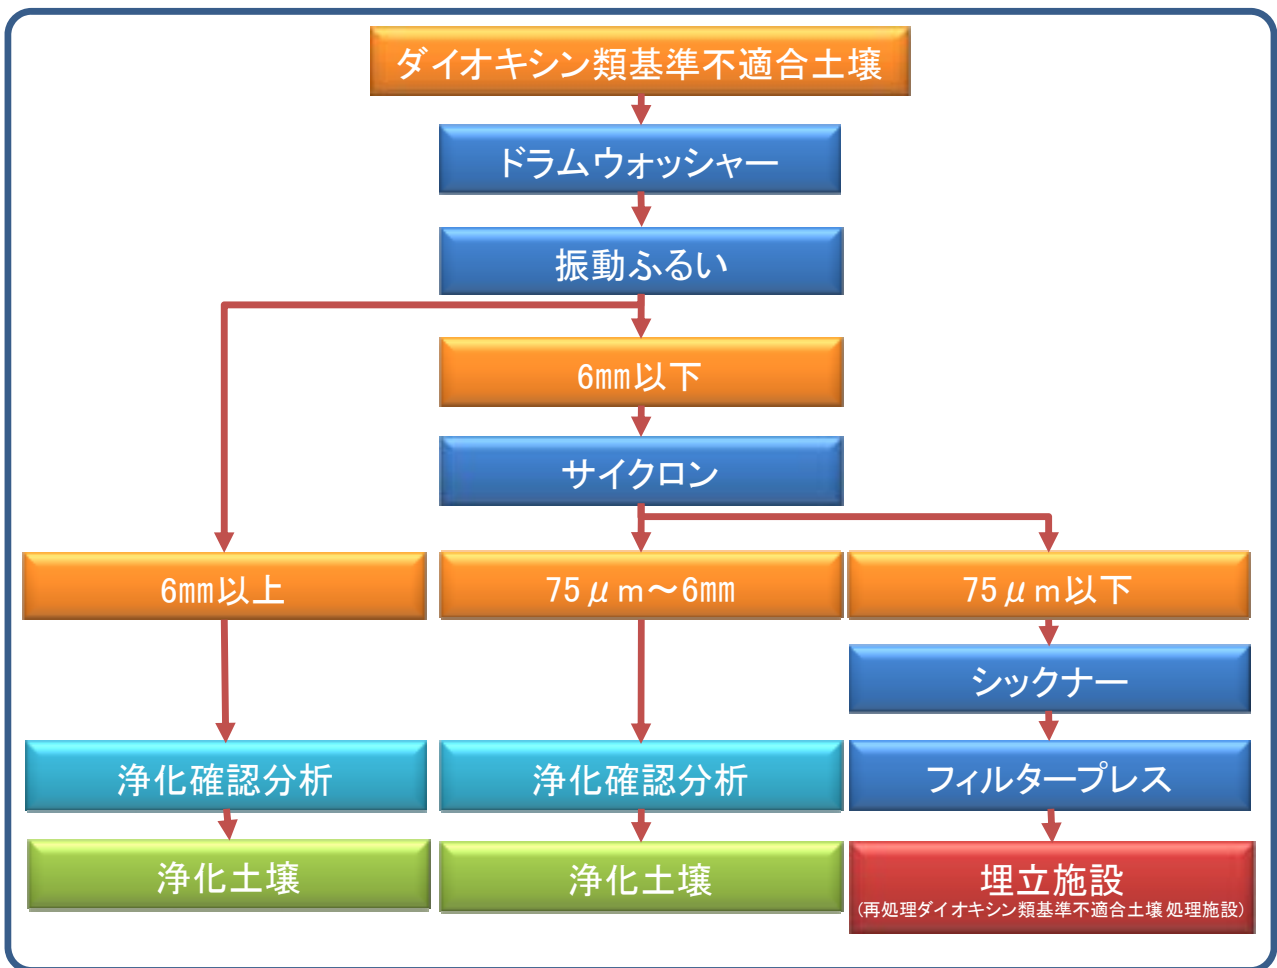 ダイオキシン類基準不適合土壌
ドラムウォッシャー
振動ふるい
6㎜以下
サイクロン
6㎜以上
75μm～6㎜
75μm以下
シックナー
浄化確認分析
浄化確認分析
フィルタープレス
浄化土壌
浄化土壌
埋立施設
(再処理ダイオキシン類基準不適合土壌処理施設)